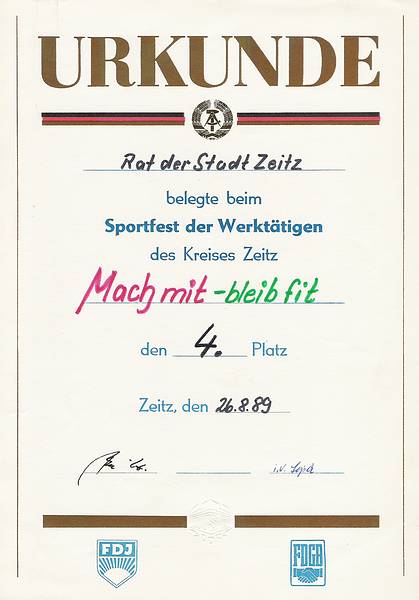 URKUNDE
Rat der Stadt Zeitz
belegte beim
Sportfest der Werktätigen
des Kreises Zeitz
Mach mit - bleib fit
den 4. Platz
Zeitz, den 26.8.89
i.V.
FDJ
FDGB